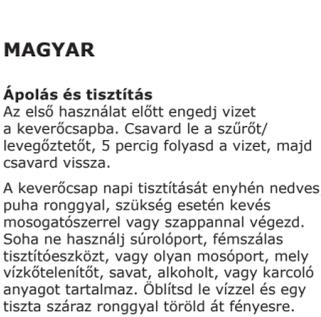 MAGYAR
Ápolás és tisztítás
Az első használat előtt engedj vizet
a keverőcsapba. Csavard le a szűrőt/
levegőztetőt, 5 percig folyasd a vizet, majd
csavard vissza.
A keverőcsap napi tisztítását enyhén nedves
puha ronggyal, szükség esetén kevés
mosogatószerrel vagy szappannal végezd.
Soha ne használj súrolóport, fémszálas
tisztítóeszközt, vagy olyan mosóport, mely
vízkőtelenítőt, savat, alkoholt, vagy karcoló
anyagot tartalmaz. Öblítsd le vízzel és egy
tiszta száraz ronggyal töröld át fényesre.